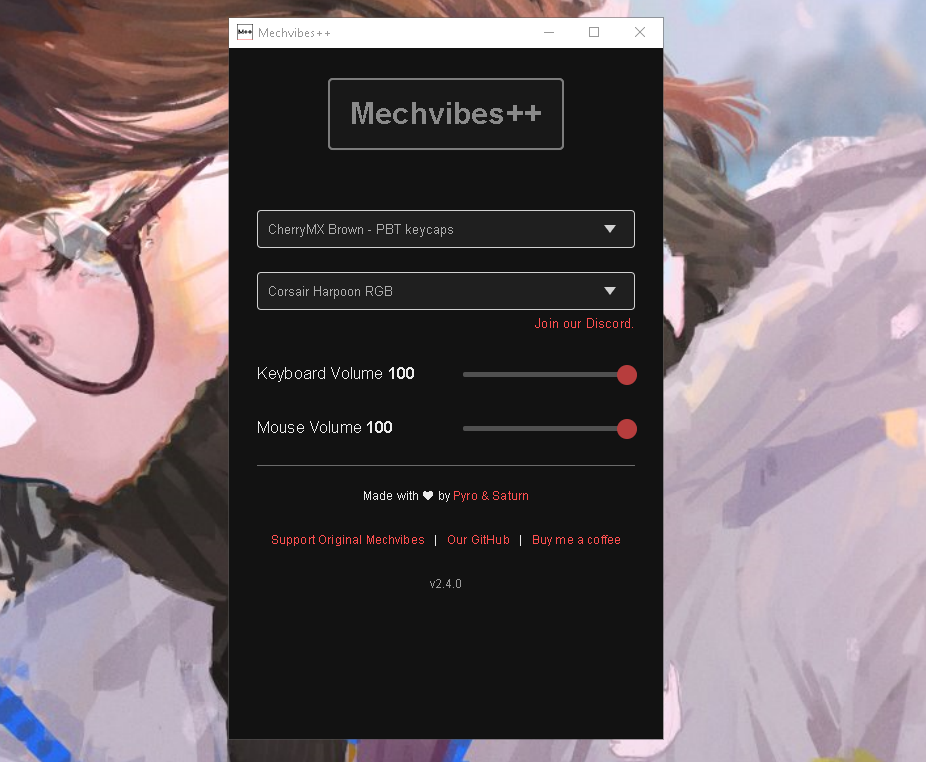 M++ Mechvibes++
Mechvibes++
CherryMX Brown - PBT keycaps
Corsair Harpoon RGB
Join our Discord.
Keyboard Volume 100
Mouse Volume 100
Made with ♥ by Pyro & Saturn
Support Original Mechvibes | Our GitHub | Buy me a coffee
v2.4.0